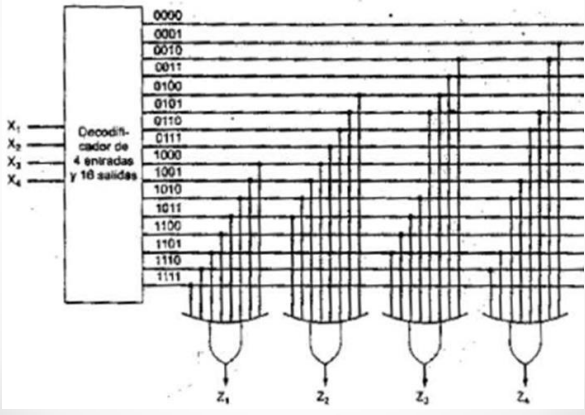 0000
0001
0010
0011
0100
0101
0110
0111
1000
1001
1010
1011
1100
1101
1110
1111
X₁
X₂
X₃
X₄
Decodifi-
cador de
4 entradas
y 16 salidas
Z₁
Z₂
Z₃
Z₄